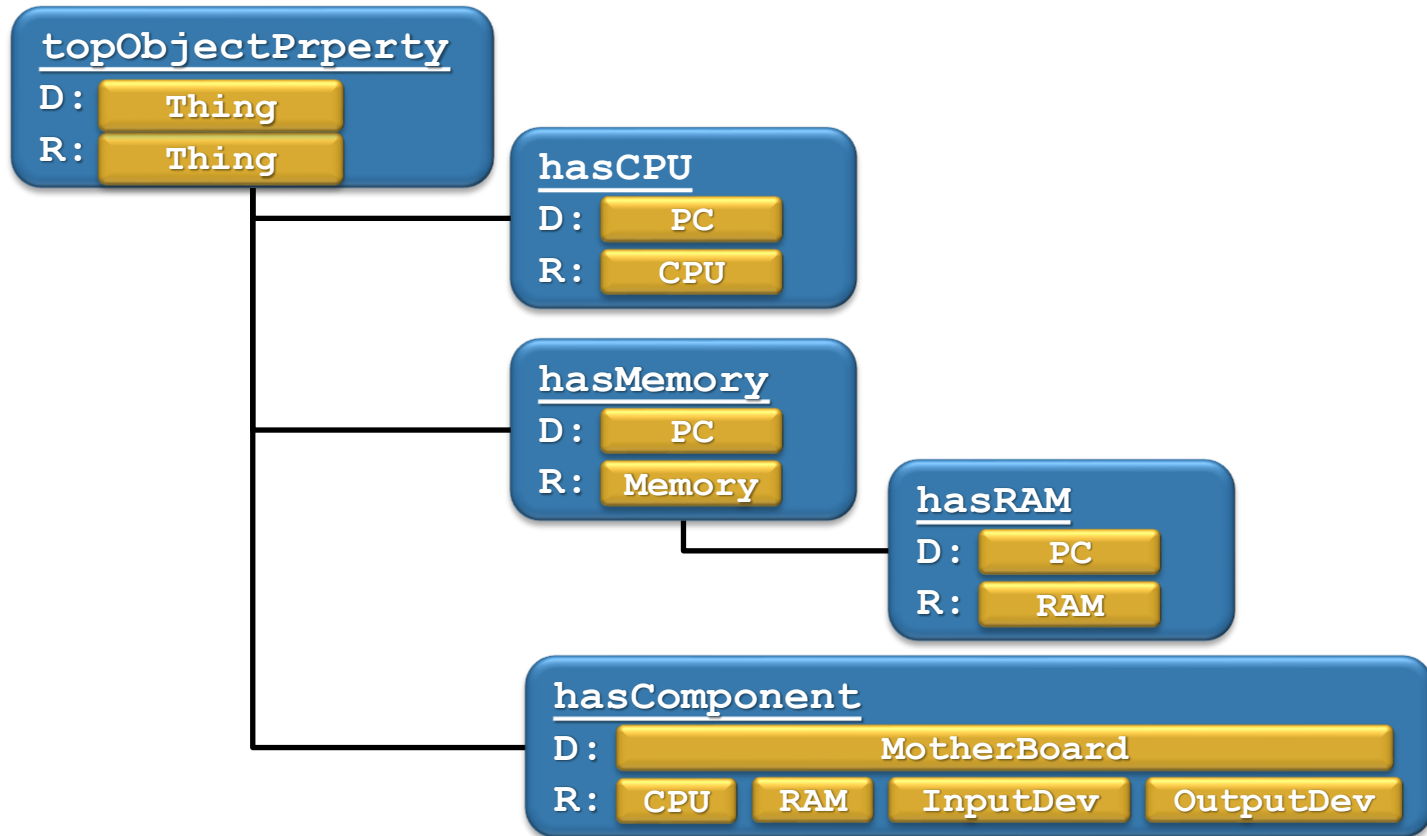 topObjectPrperty
D: Thing
R: Thing
hasCPU
D: PC
R: CPU
hasMemory
D: PC
R: Memory
hasRAM
D: PC
R: RAM
hasComponent
D: MotherBoard
R: CPU RAM InputDev OutputDev